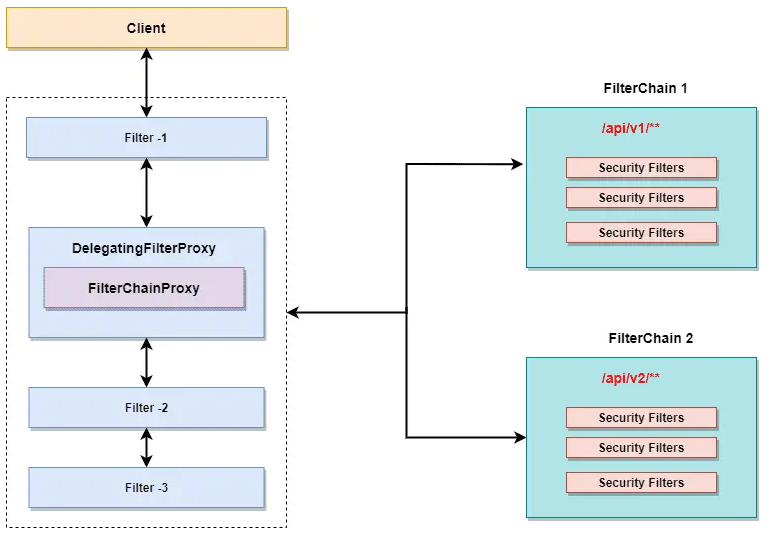 Client
Filter -1
DelegatingFilterProxy
FilterChainProxy
Filter -2
Filter -3
FilterChain 1
/api/v1/**
Security Filters
Security Filters
Security Filters
FilterChain 2
/api/v2/**
Security Filters
Security Filters
Security Filters